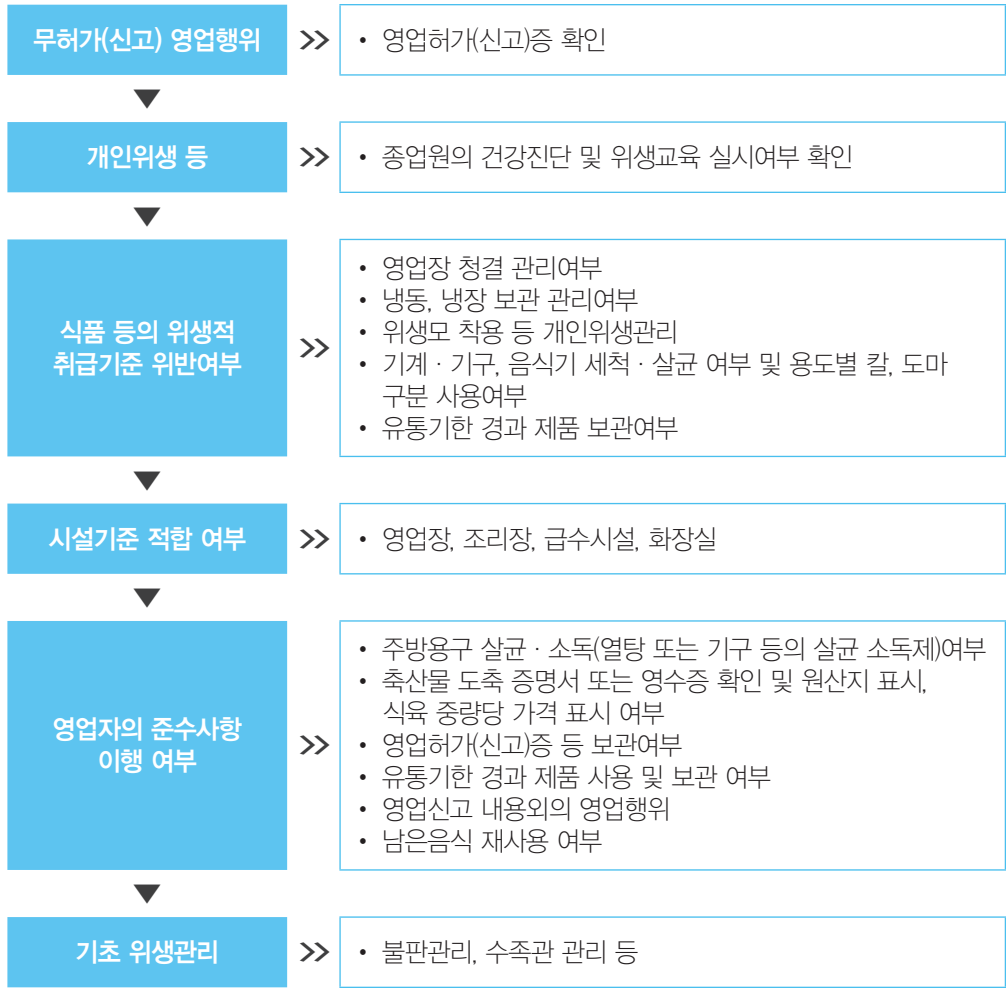 무허가(신고) 영업행위
• 영업허가(신고)증 확인
개인위생 등
• 종업원의 건강진단 및 위생교육 실시여부 확인
식품 등의 위생적
취급기준 위반여부
• 영업장 청결 관리여부
• 냉동, 냉장 보관 관리여부
• 위생모 착용 등 개인위생관리
• 기계 · 기구, 음식기 세척 · 살균 여부 및 용도별 칼, 도마
구분 사용여부
• 유통기한 경과 제품 보관여부
시설기준 적합 여부
• 영업장, 조리장, 급수시설, 화장실
영업자의 준수사항
이행 여부
• 주방용구 살균 · 소독(열탕 또는 기구 등의 살균 소독제)여부
• 축산물 도축 증명서 또는 영수증 확인 및 원산지 표시,
식육 중량당 가격 표시 여부
• 영업허가(신고)증 등 보관여부
• 유통기한 경과 제품 사용 및 보관 여부
• 영업신고 내용외의 영업행위
• 남은음식 재사용 여부
기초 위생관리
• 불판관리, 수족관 관리 등